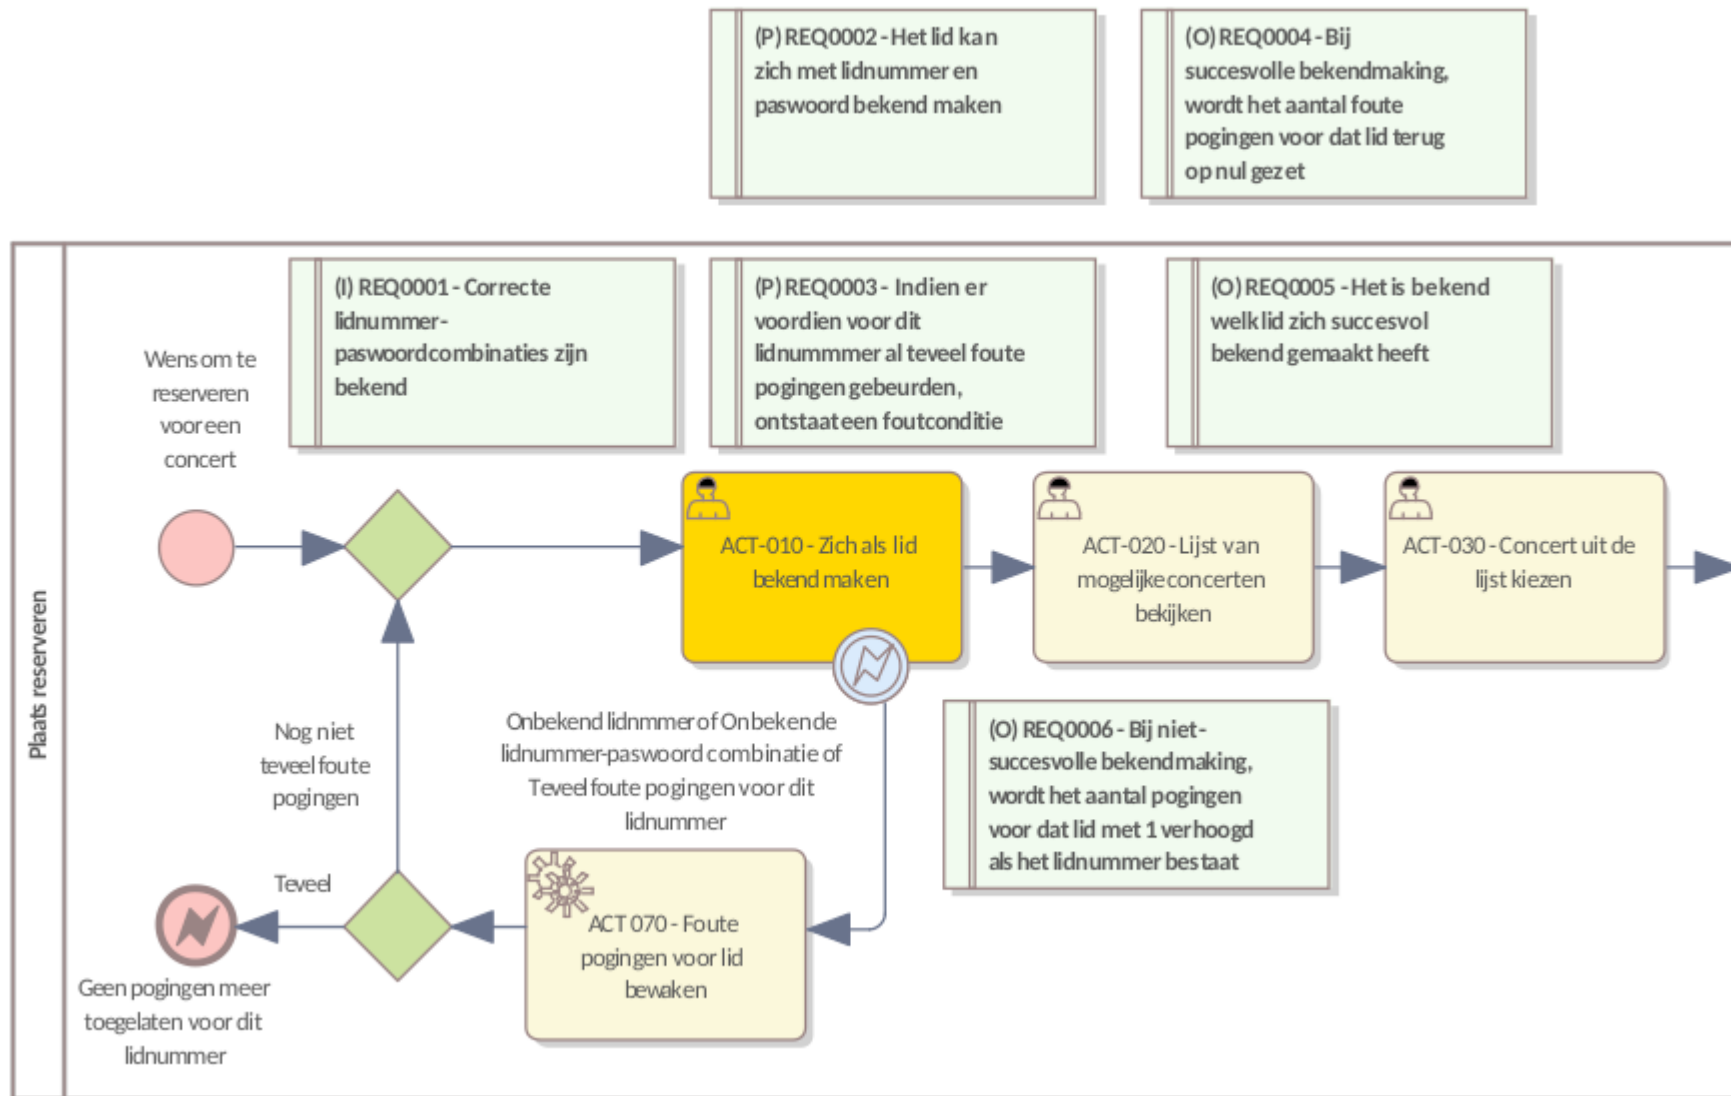 (P) REQ0002 - Het lid kan
zich met lidnummer en
paswoord bekend maken
(O) REQ0004 - Bij
succesvolle bekendmaking,
wordt het aantal foute
pogingen voor dat lid terug
op nul gezet
Plaats reserveren
(I) REQ0001 - Correcte
lidnummer-
paswoordcombinaties zijn
bekend
(P) REQ0003 - Indien er
voordien voor dit
lidnummmer al teveel foute
pogingen gebeurden,
ontstaat een foutconditie
(O) REQ0005 - Het is bekend
welk lid zich succesvol
bekend gemaakt heeft
Wens om te
reserveren
voor een
concert
ACT-010 - Zich als lid
bekend maken
ACT-020 - Lijst van
mogelijke concerten
bekijken
ACT-030 - Concert uit de
lijst kiezen
Nog niet
teveel foute
pogingen
Onbekend lidnmmer of Onbekende
lidnummer-paswoord combinatie of
Teveel foute pogingen voor dit
lidnummer
(O) REQ0006 - Bij niet-
succesvolle bekendmaking,
wordt het aantal pogingen
voor dat lid met 1 verhoogd
als het lidnummer bestaat
Teveel
ACT 070 - Foute
pogingen voor lid
bewaken
Geen pogingen meer
toegelaten voor dit
lidnummer